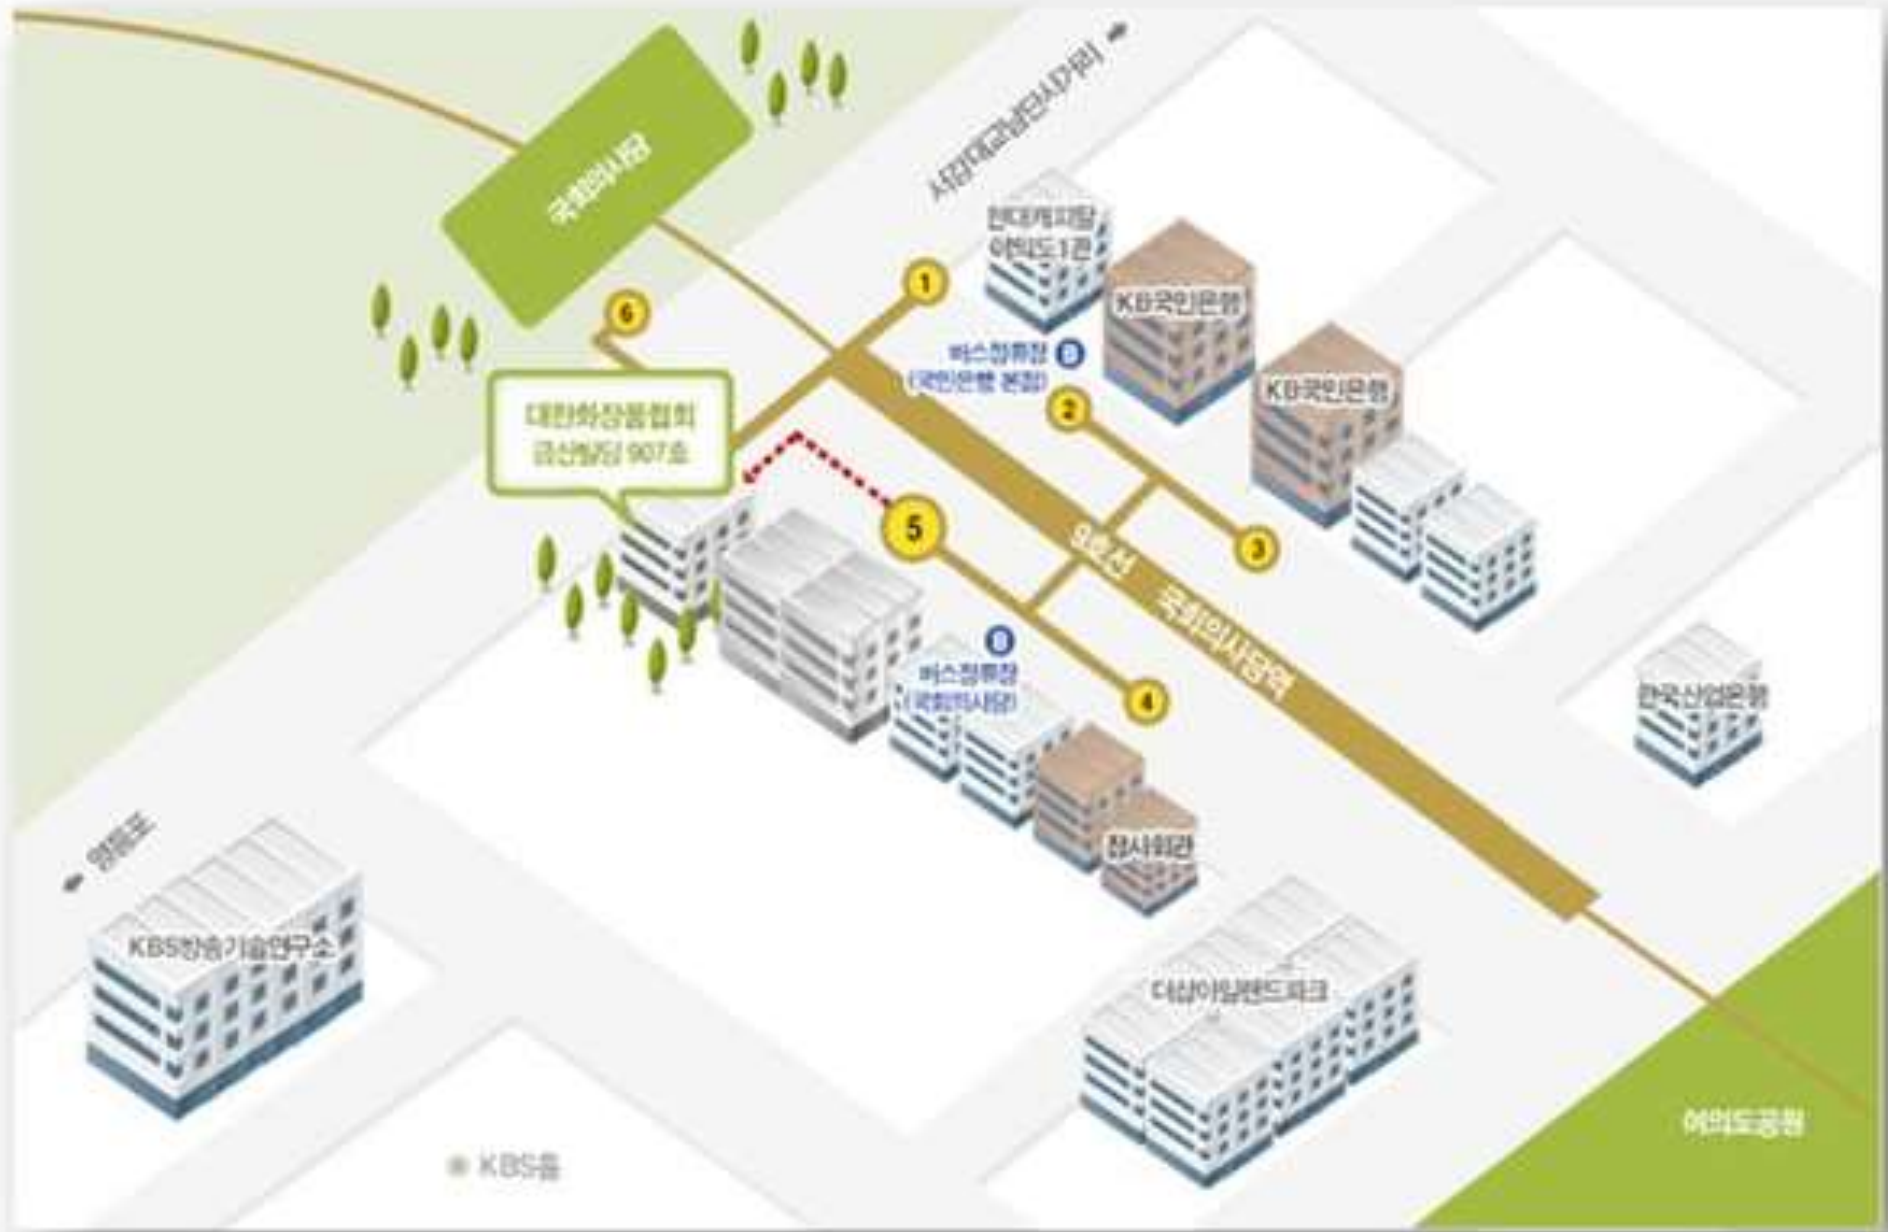 국회의사당
서강대교남단사거리
현대캐피탈
여의도1관
KB국민은행
KB국민은행
버스정류장
(국민은행 본점)
B
1
2
3
4
5
6
대한화장품협회
금산빌딩 907호
9호선 국회의사당역
B
버스정류장
(국회의사당)
한국산업은행
잠사회관
영등포
KBS방송기술연구소
더샵아일랜드파크
여의도공원
KBS홀